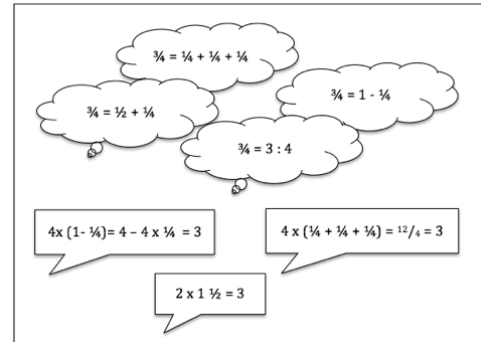 ¾ = ¼ + ¼ + ¼
¾ = 1 - ¼
¾ = ½ + ¼
¾ = 3 : 4
4x (1- ¼)= 4 – 4 x ¼ = 3
4 x (¼ + ¼ + ¼) = ¹²/₄ = 3
2 x 1 ½ = 3